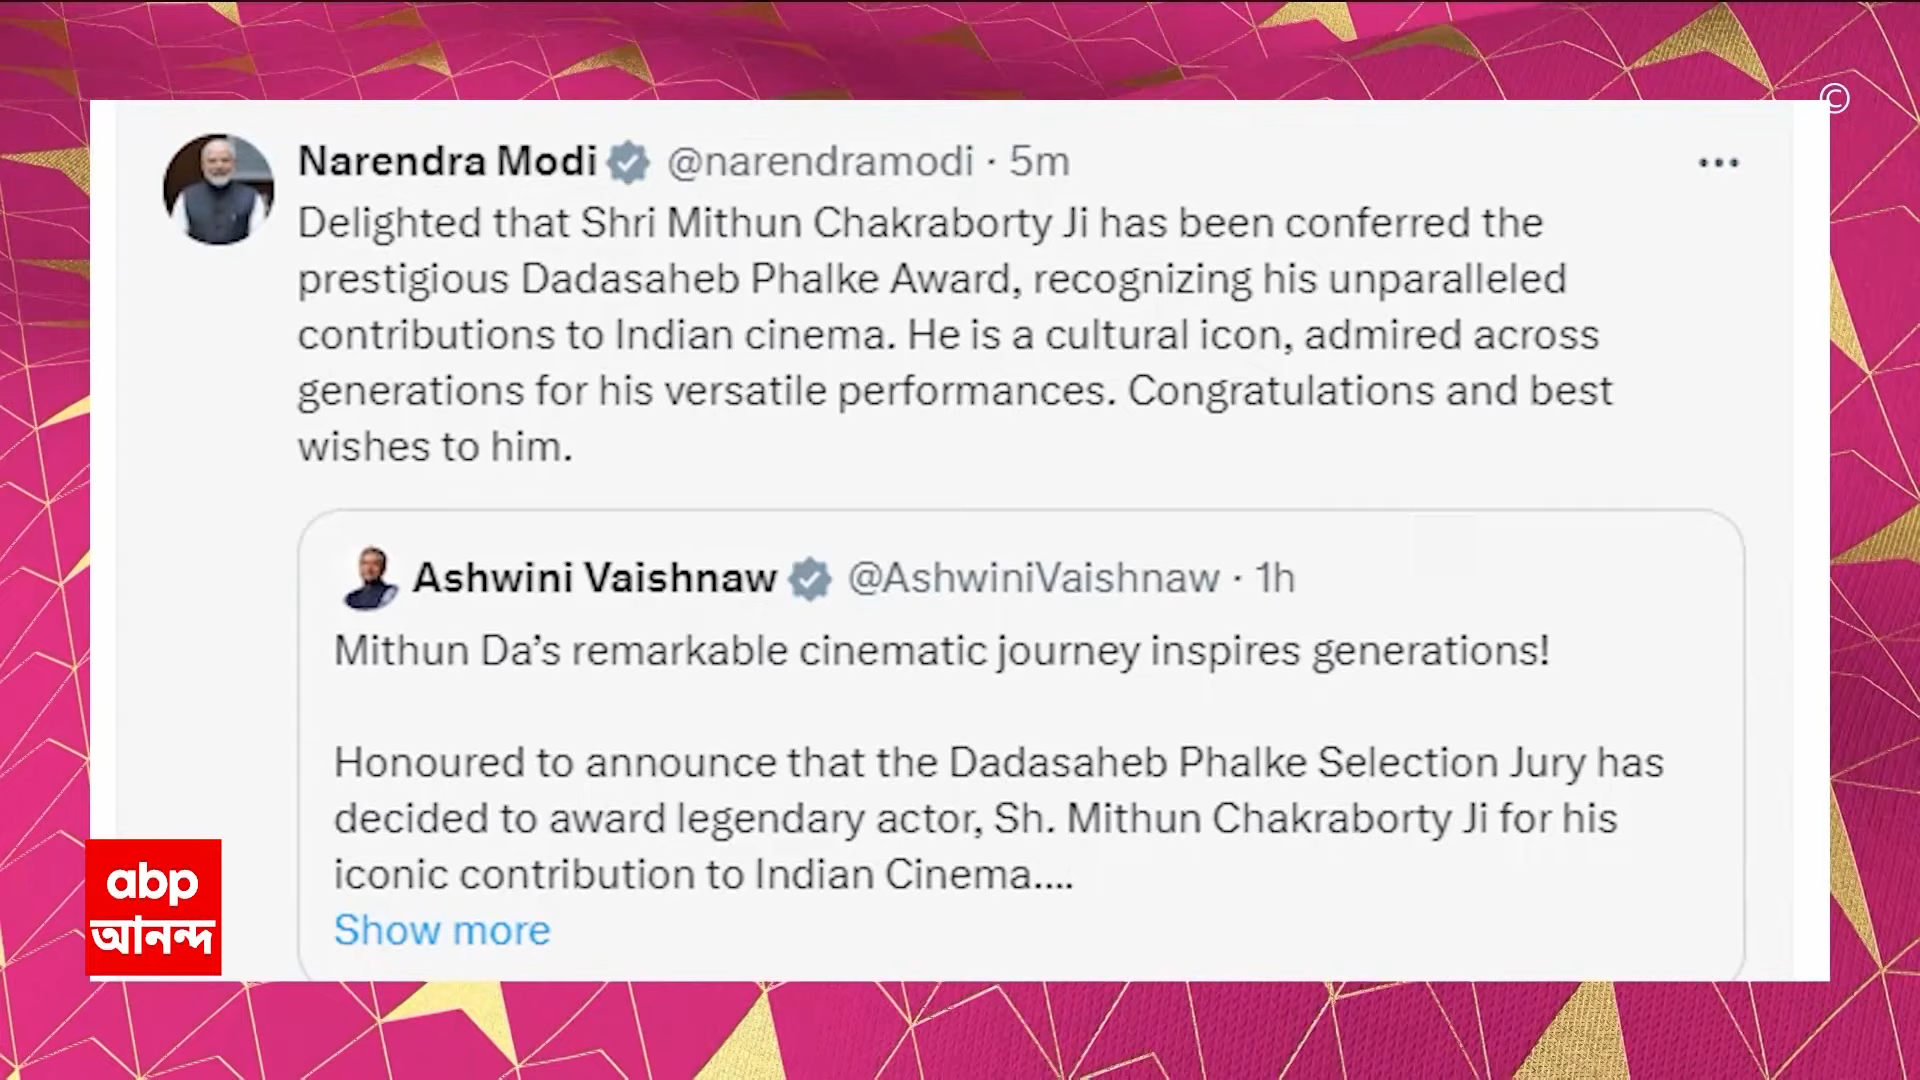 ©
Narendra Modi @narendramodi · 5m
Delighted that Shri Mithun Chakraborty Ji has been conferred the
prestigious Dadasaheb Phalke Award, recognizing his unparalleled
contributions to Indian cinema. He is a cultural icon, admired across
generations for his versatile performances. Congratulations and best
wishes to him.
Ashwini Vaishnaw @AshwiniVaishnaw · 1h
Mithun Da’s remarkable cinematic journey inspires generations!
Honoured to announce that the Dadasaheb Phalke Selection Jury has
decided to award legendary actor, Sh. Mithun Chakraborty Ji for his
iconic contribution to Indian Cinema....
Show more
abp
আনন্দ